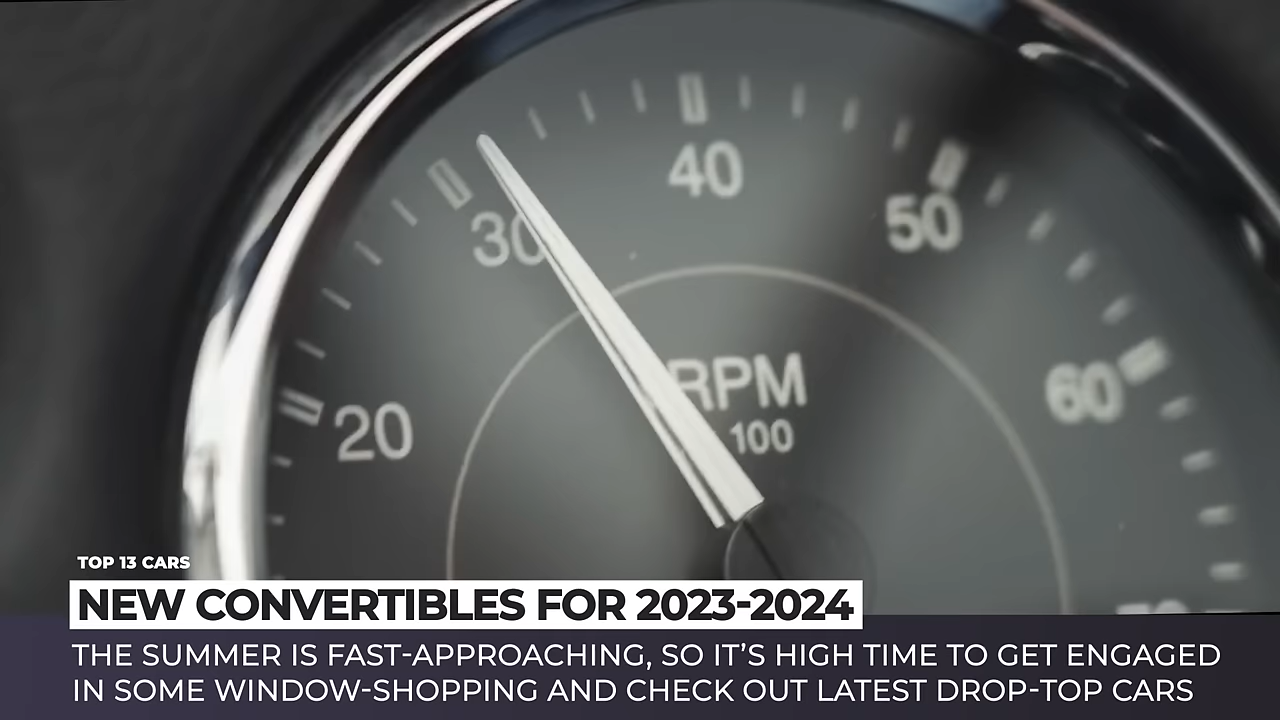 40
30
50
RPM
60
100
20
TOP 13 CARS
NEW CONVERTIBLES FOR 2023-2024
THE SUMMER IS FAST-APPROACHING, SO IT'S HIGH TIME TO GET ENGAGED
IN SOME WINDOW-SHOPPING AND CHECK OUT LATEST DROP-TOP CARS